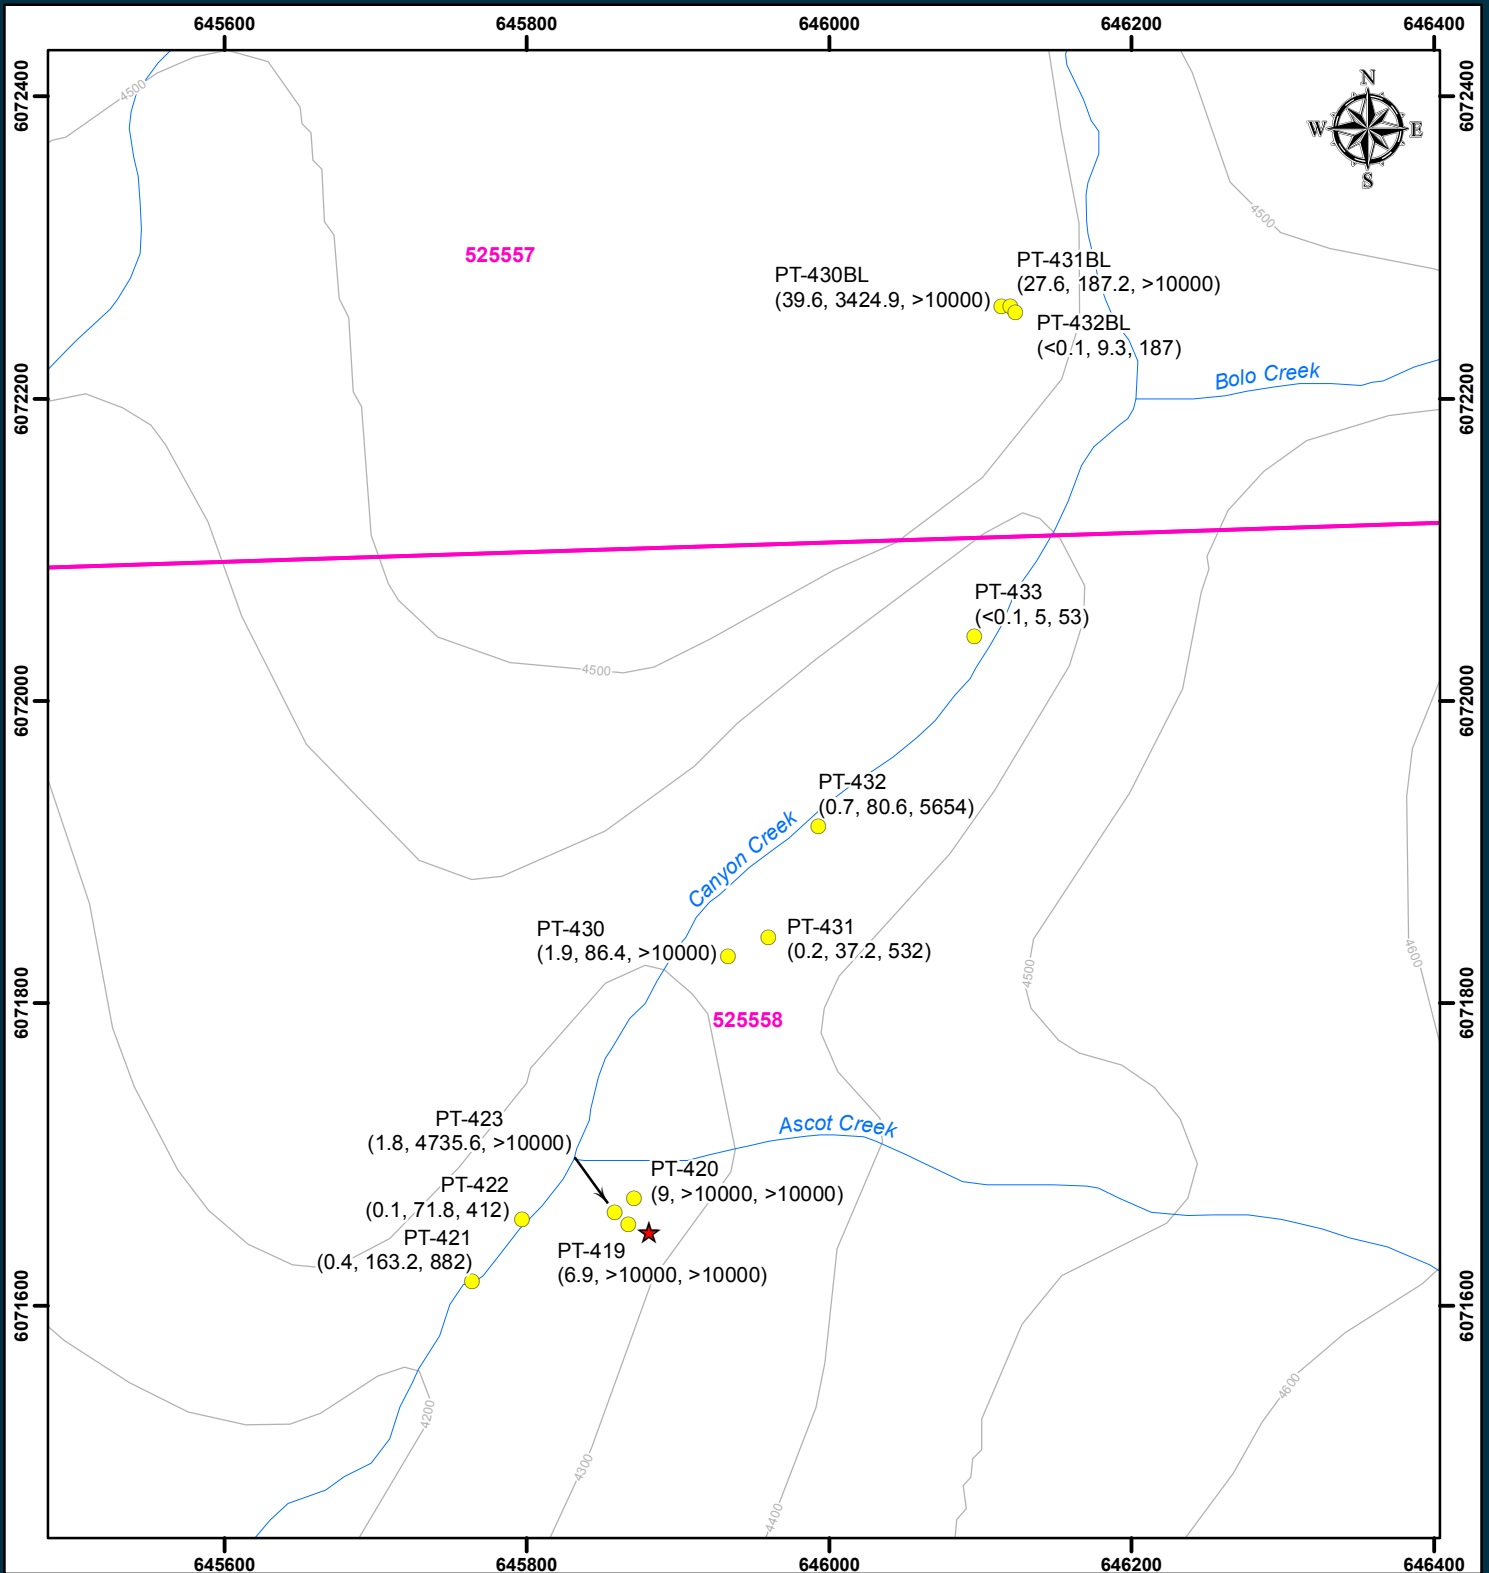 645600 645800 646000 646200 646400
6072400 6072400
N
W E
S
4500
4500
525557
PT-431BL
(27.6, 187.2, >10000)
PT-430BL
(39.6, 3424.9, >10000)
PT-432BL
(<0.1, 9.3, 187)
Bolo Creek
6072200 6072200
PT-433
(<0.1, 5, 53)
4500
6072000 6072000
PT-432
(0.7, 80.6, 5654)
Canyon Creek
PT-430
(1.9, 86.4, >10000)
PT-431
(0.2, 37.2, 532)
4600
4500
6071800 6071800
525558
PT-423
(1.8, 4735.6, >10000)
Ascot Creek
PT-420
(9, >10000, >10000)
PT-422
(0.1, 71.8, 412)
PT-421
(0.4, 163.2, 882)
PT-419
(6.9, >10000, >10000)
6071600 6071600
4600
4200
4300
4400
645600 645800 646000 646200 646400